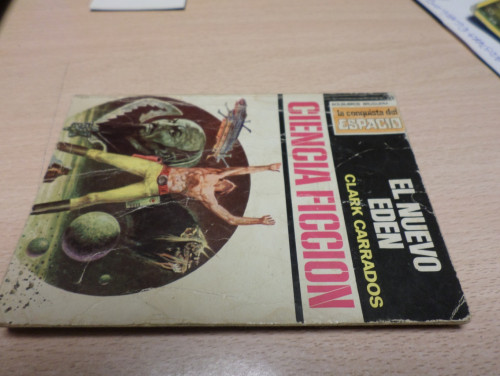 la conquista del
ESPACIO
EL NUEVO
EDEN
CLARK CARRADOS
CIENCIA FICCION